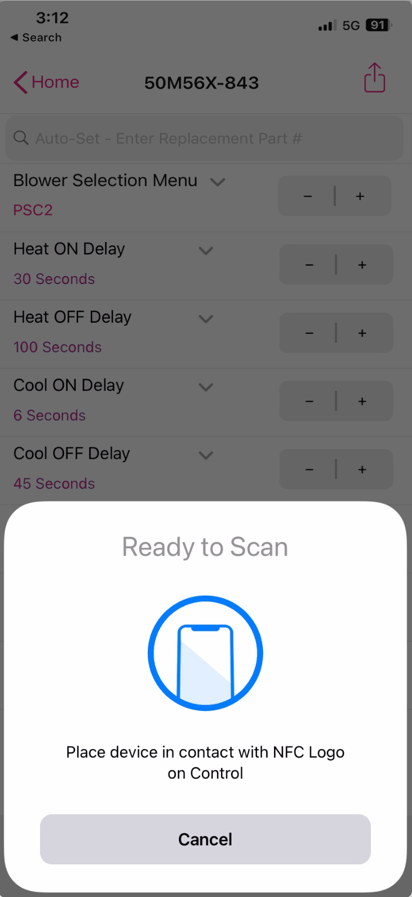 3:12
5G 91
◀ Search
Home
50M56X-843
Auto-Set - Enter Replacement Part #
Blower Selection Menu
PSC2
− | +
Heat ON Delay
30 Seconds
− | +
Heat OFF Delay
100 Seconds
− | +
Cool ON Delay
6 Seconds
− | +
Cool OFF Delay
45 Seconds
− | +
Ready to Scan
Place device in contact with NFC Logo
on Control
Cancel